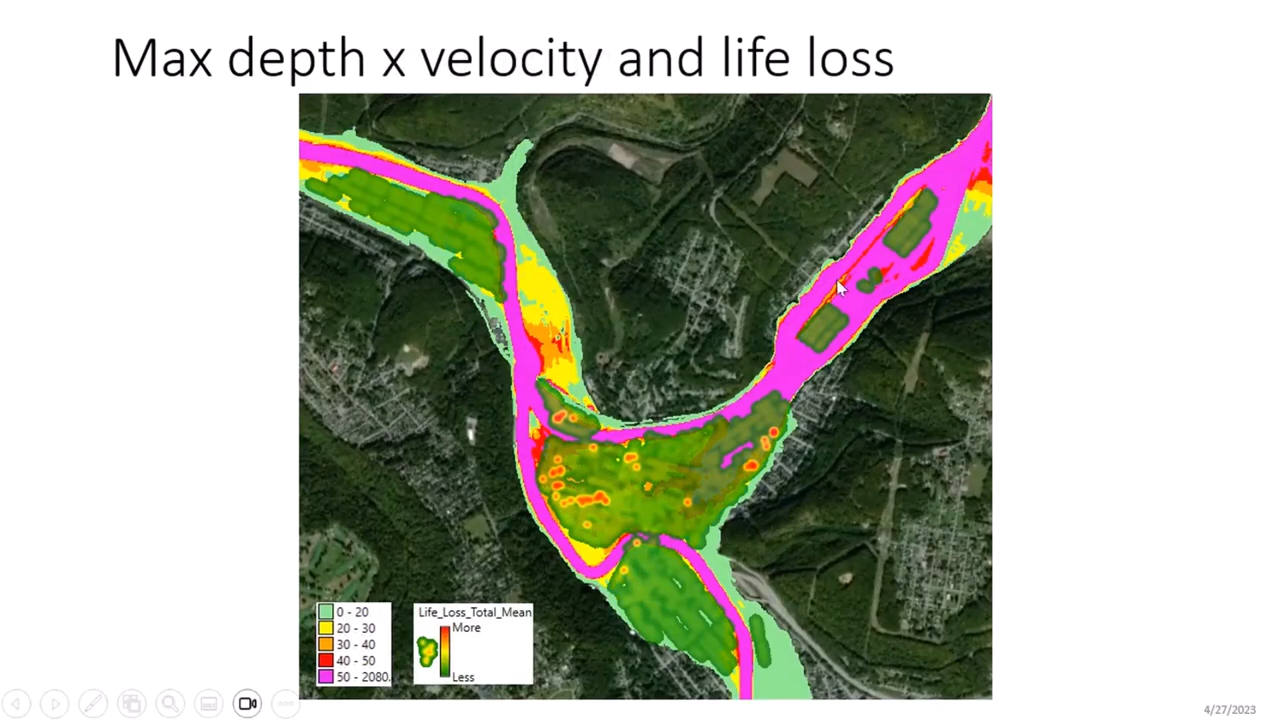 Max depth x velocity and life loss
0 - 20
20 - 30
30 - 40
40 - 50
50 - 2080.
Life_Loss_Total_Mean
More
Less
4/27/2023